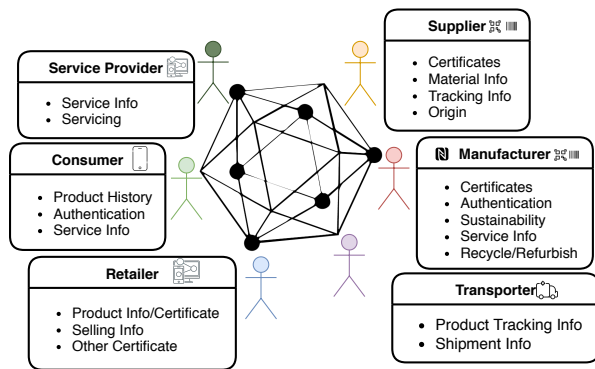 Service Provider
• Service Info
• Servicing
Consumer
• Product History
• Authentication
• Service Info
Retailer
• Product Info/Certificate
• Selling Info
• Other Certificate
Supplier
• Certificates
• Material Info
• Tracking Info
• Origin
Manufacturer
• Certificates
• Authentication
• Sustainability
• Service Info
• Recycle/Refurbish
Transporter
• Product Tracking Info
• Shipment Info